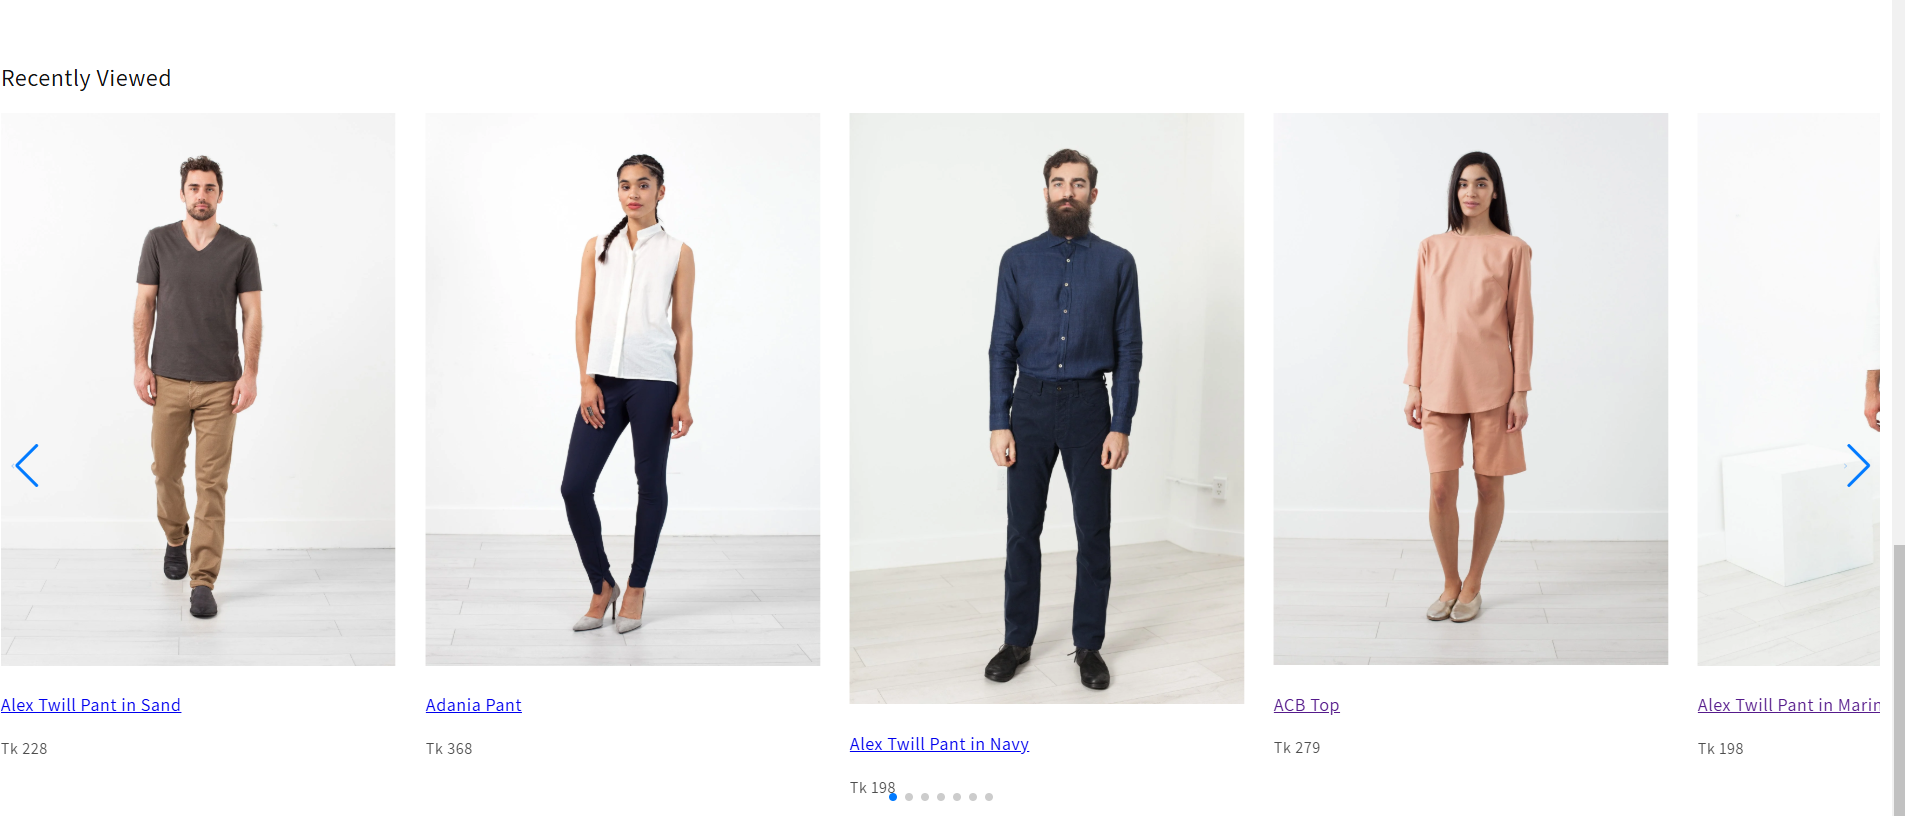 Recently Viewed
Alex Twill Pant in Sand
Tk 228
Adania Pant
Tk 368
Alex Twill Pant in Navy
Tk 198
ACB Top
Tk 279
Alex Twill Pant in Marin
Tk 198